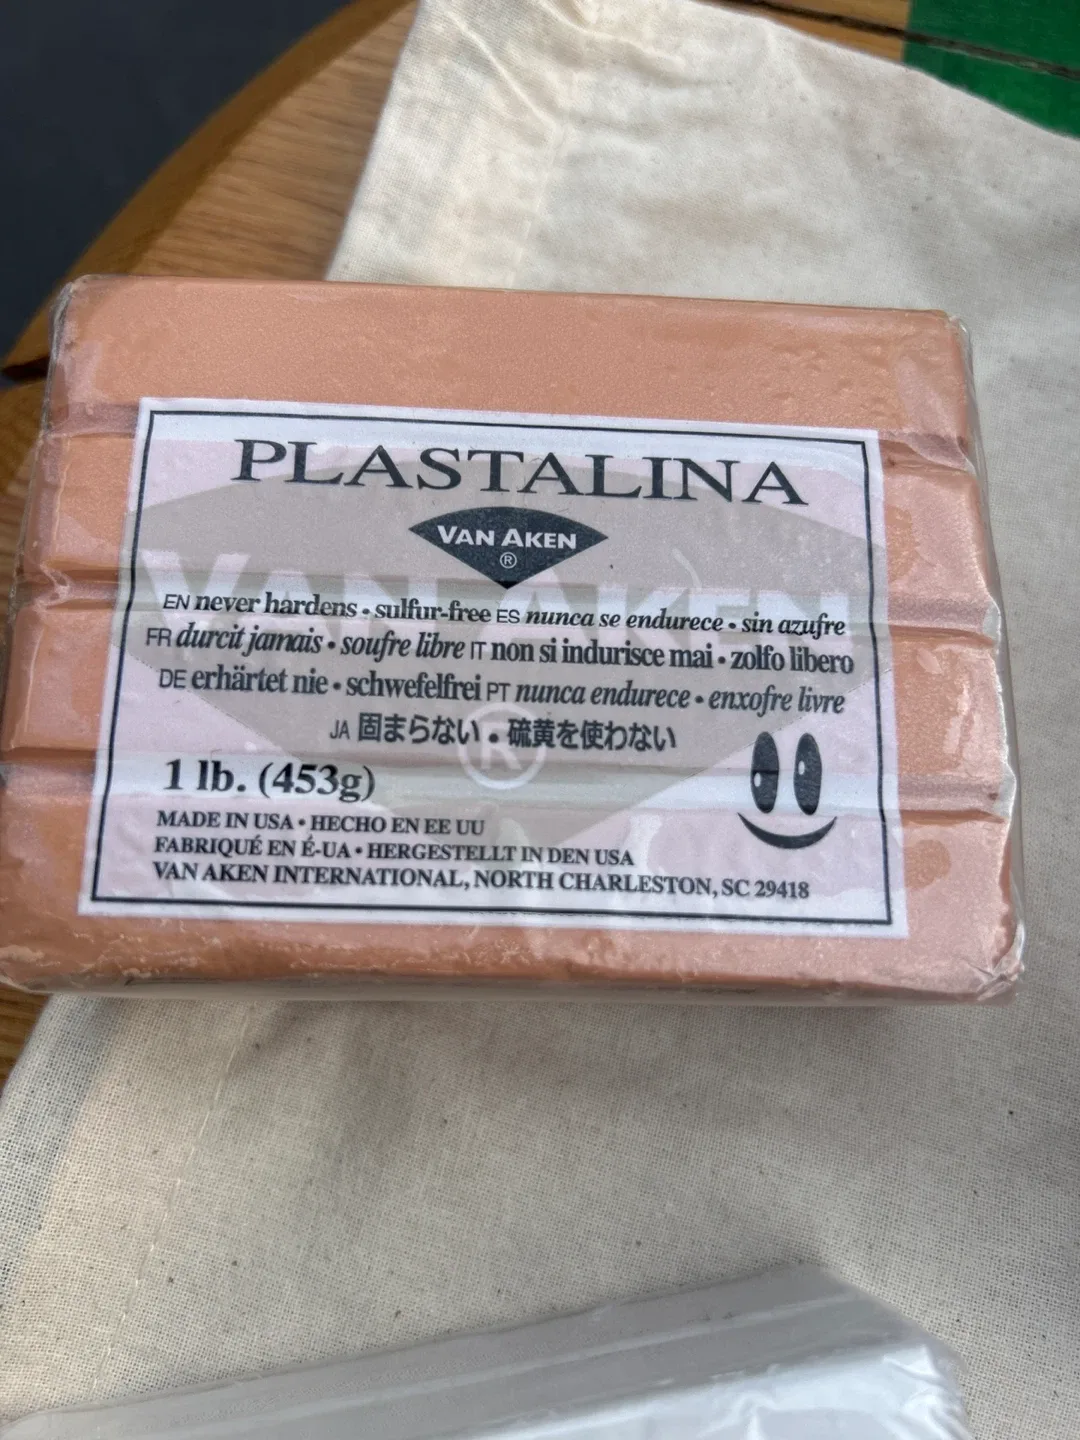 PLASTALINA
VAN AKEN
®
VAN AKEN
EN never hardens • sulfur-free ES nunca se endurece • sin azufre
FR durcit jamais • soufre libre IT non si indurisce mai • zolfo libero
DE erhärtet nie • schwefelfrei PT nunca endurece • enxofre livre
JA 固まらない • 硫黄を使わない
®
1 lb. (453g)
MADE IN USA • HECHO EN EE UU
FABRIQUÉ EN É-UA • HERGESTELLT IN DEN USA
VAN AKEN INTERNATIONAL, NORTH CHARLESTON, SC 29418